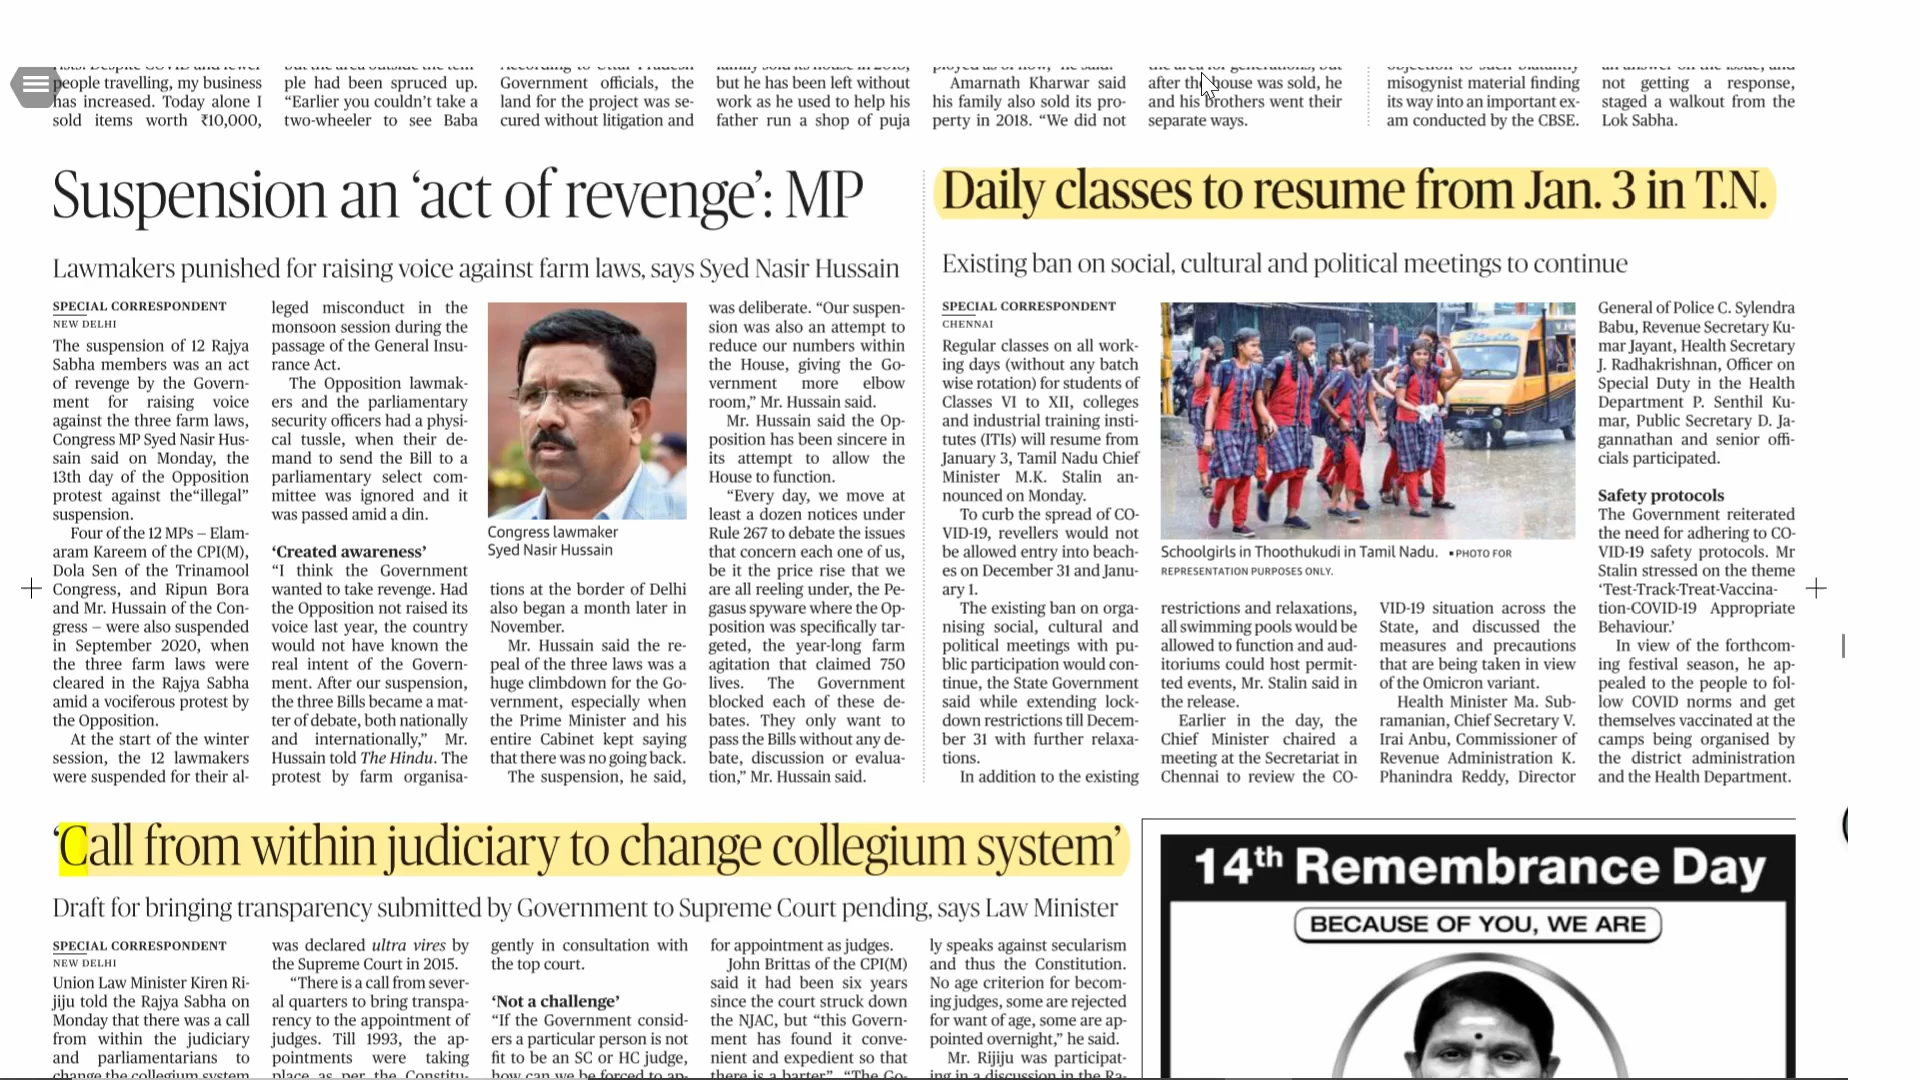 people travelling, my business
has increased. Today alone I
sold items worth ₹10,000,
ple had been spruced up.
“Earlier you couldn’t take a
two-wheeler to see Baba
Government officials, the
land for the project was se-
cured without litigation and
but he has been left without
work as he used to help his
father run a shop of puja
Amarnath Kharwar said
his family also sold its pro-
perty in 2018. “We did not
after the house was sold, he
and his brothers went their
separate ways.
misogynist material finding
its way into an important ex-
am conducted by the CBSE.
not getting a response,
staged a walkout from the
Lok Sabha.
Suspension an ‘act of revenge’: MP
Lawmakers punished for raising voice against farm laws, says Syed Nasir Hussain
SPECIAL CORRESPONDENT
NEW DELHI
The suspension of 12 Rajya
Sabha members was an act
of revenge by the Govern-
ment for raising voice
against the three farm laws,
Congress MP Syed Nasir Hus-
sain said on Monday, the
13th day of the Opposition
protest against the“illegal”
suspension.
Four of the 12 MPs – Elam-
aram Kareem of the CPI(M),
Dola Sen of the Trinamool
Congress, and Ripun Bora
and Mr. Hussain of the Con-
gress – were also suspended
in September 2020, when
the three farm laws were
cleared in the Rajya Sabha
amid a vociferous protest by
the Opposition.
At the start of the winter
session, the 12 lawmakers
were suspended for their al-
leged misconduct in the
monsoon session during the
passage of the General Insu-
rance Act.
The Opposition lawmak-
ers and the parliamentary
security officers had a physi-
cal tussle, when their de-
mand to send the Bill to a
parliamentary select com-
mittee was ignored and it
was passed amid a din.
‘Created awareness’
“I think the Government
wanted to take revenge. Had
the Opposition not raised its
voice last year, the country
would not have known the
real intent of the Govern-
ment. After our suspension,
the three Bills became a mat-
ter of debate, both nationally
and internationally,” Mr.
Hussain told The Hindu. The
protest by farm organisa-
Congress lawmaker
Syed Nasir Hussain
tions at the border of Delhi
also began a month later in
November.
Mr. Hussain said the re-
peal of the three laws was a
huge climbdown for the Go-
vernment, especially when
the Prime Minister and his
entire Cabinet kept saying
that there was no going back.
The suspension, he said,
was deliberate. “Our suspen-
sion was also an attempt to
reduce our numbers within
the House, giving the Go-
vernment more elbow
room,” Mr. Hussain said.
Mr. Hussain said the Op-
position has been sincere in
its attempt to allow the
House to function.
“Every day, we move at
least a dozen notices under
Rule 267 to debate the issues
that concern each one of us,
be it the price rise that we
are all reeling under, the Pe-
gasus spyware where the Op-
position was specifically tar-
geted, the year-long farm
agitation that claimed 750
lives. The Government
blocked each of these de-
bates. They only want to
pass the Bills without any de-
bate, discussion or evalua-
tion,” Mr. Hussain said.
Daily classes to resume from Jan. 3 in T.N.
Existing ban on social, cultural and political meetings to continue
SPECIAL CORRESPONDENT
CHENNAI
Regular classes on all work-
ing days (without any batch
wise rotation) for students of
Classes VI to XII, colleges
and industrial training insti-
tutes (ITIs) will resume from
January 3, Tamil Nadu Chief
Minister M.K. Stalin an-
nounced on Monday.
To curb the spread of CO-
VID-19, revellers would not
be allowed entry into beach-
es on December 31 and Janu-
ary 1.
The existing ban on orga-
nising social, cultural and
political meetings with pu-
blic participation would con-
tinue, the State Government
said while extending lock-
down restrictions till Decem-
ber 31 with further relaxa-
tions.
In addition to the existing
Schoolgirls in Thoothukudi in Tamil Nadu. ▪PHOTO FOR
REPRESENTATION PURPOSES ONLY.
restrictions and relaxations,
all swimming pools would be
allowed to function and aud-
itoriums could host permit-
ted events, Mr. Stalin said in
the release.
Earlier in the day, the
Chief Minister chaired a
meeting at the Secretariat in
Chennai to review the CO-
VID-19 situation across the
State, and discussed the
measures and precautions
that are being taken in view
of the Omicron variant.
Health Minister Ma. Sub-
ramanian, Chief Secretary V.
Irai Anbu, Commissioner of
Revenue Administration K.
Phanindra Reddy, Director
General of Police C. Sylendra
Babu, Revenue Secretary Ku-
mar Jayant, Health Secretary
J. Radhakrishnan, Officer on
Special Duty in the Health
Department P. Senthil Ku-
mar, Public Secretary D. Ja-
gannathan and senior offi-
cials participated.
Safety protocols
The Government reiterated
the need for adhering to CO-
VID-19 safety protocols. Mr
Stalin stressed on the theme
‘Test-Track-Treat-Vaccina-
tion-COVID-19 Appropriate
Behaviour.’
In view of the forthcom-
ing festival season, he ap-
pealed to the people to fol-
low COVID norms and get
themselves vaccinated at the
camps being organised by
the district administration
and the Health Department.
‘Call from within judiciary to change collegium system’
Draft for bringing transparency submitted by Government to Supreme Court pending, says Law Minister
SPECIAL CORRESPONDENT
NEW DELHI
Union Law Minister Kiren Ri-
jiju told the Rajya Sabha on
Monday that there was a call
from within the judiciary
and parliamentarians to
change the collegium system
was declared ultra vires by
the Supreme Court in 2015.
“There is a call from sever-
al quarters to bring transpa-
rency to the appointment of
judges. Till 1993, the ap-
pointments were taking
place as per the Constitu-
gently in consultation with
the top court.
‘Not a challenge’
“If the Government consid-
ers a particular person is not
fit to be an SC or HC judge,
how can we be forced to ap-
for appointment as judges.
John Brittas of the CPI(M)
said it had been six years
since the court struck down
the NJAC, but “this Govern-
ment has found it conve-
nient and expedient so that
there is a barter”. “The Go-
ly speaks against secularism
and thus the Constitution.
No age criterion for becom-
ing judges, some are rejected
for want of age, some are ap-
pointed overnight,” he said.
Mr. Rijiju was participat-
ing in a discussion in the Ra-
14th Remembrance Day
BECAUSE OF YOU, WE ARE